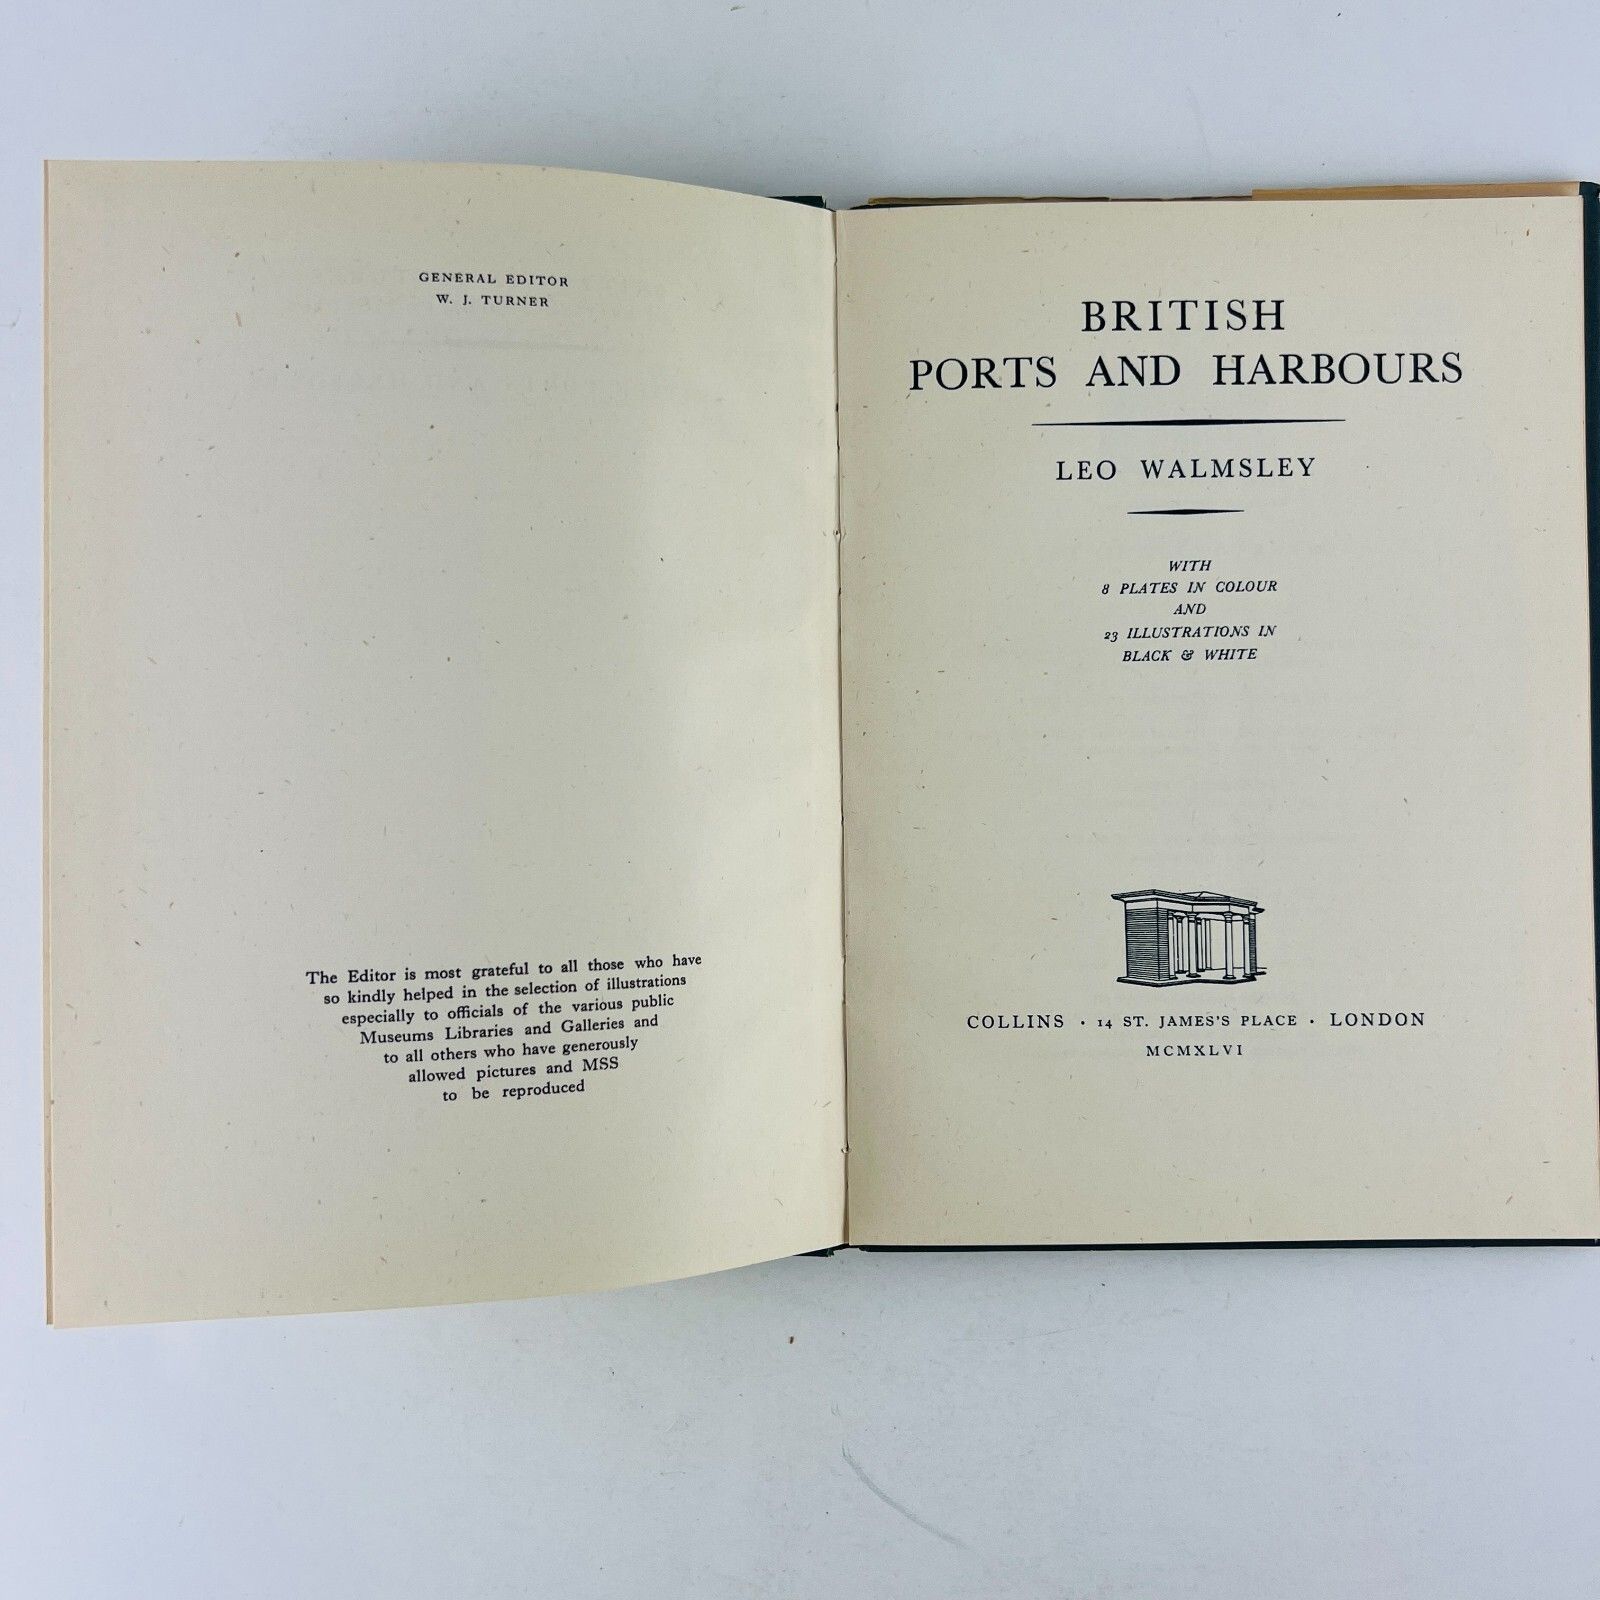 GENERAL EDITOR
W. J. TURNER
The Editor is most grateful to all those who have
so kindly helped in the selection of illustrations
especially to officials of the various public
Museums Libraries and Galleries and
to all others who have generously
allowed pictures and MSS
to be reproduced
BRITISH
PORTS AND HARBOURS
LEO WALMSLEY
WITH
8 PLATES IN COLOUR
AND
23 ILLUSTRATIONS IN
BLACK & WHITE
COLLINS · 14 ST. JAMES'S PLACE · LONDON
MCMXLVI